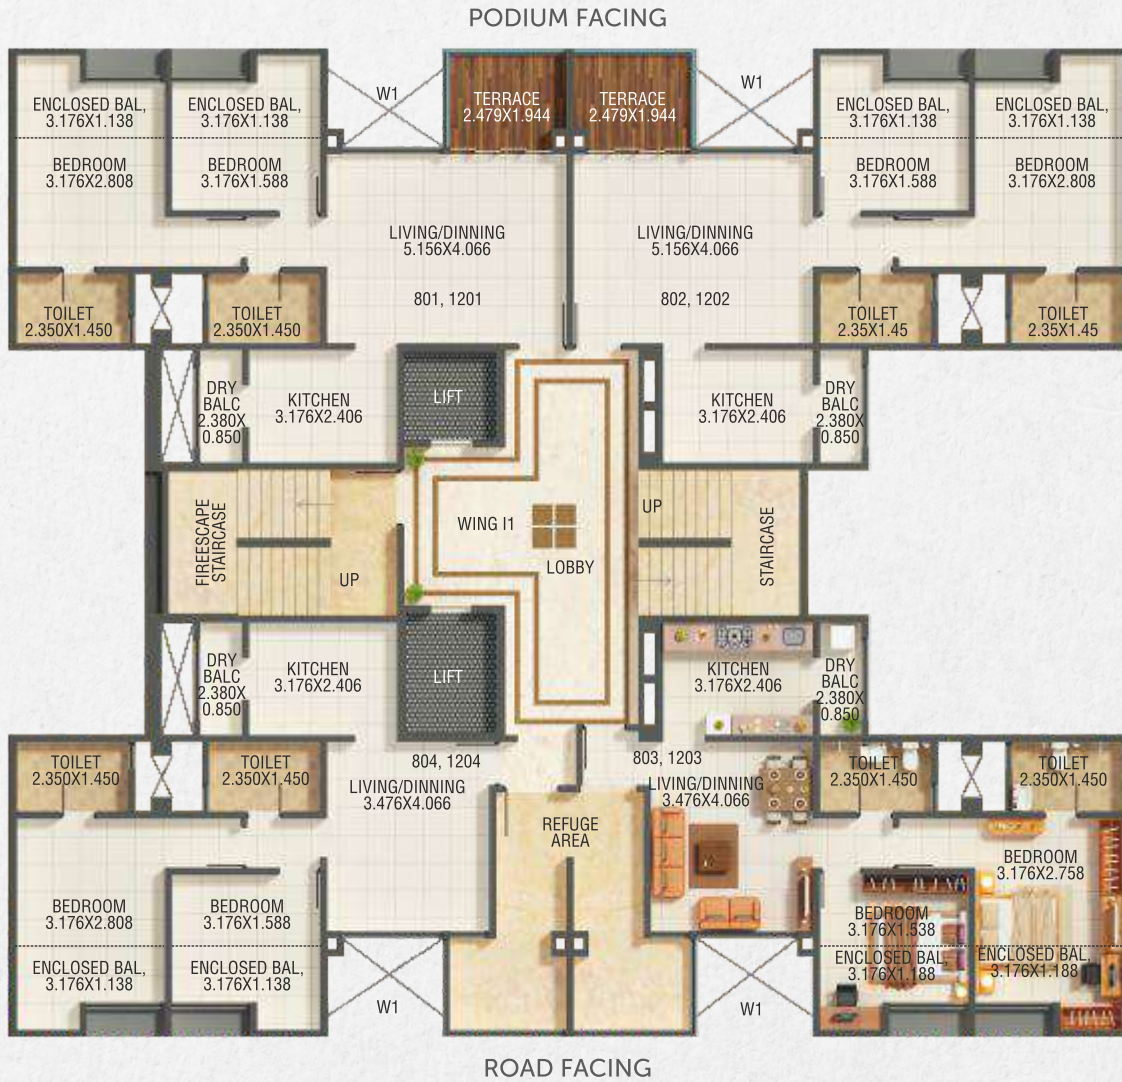 PODIUM FACING
ENCLOSED BAL,
3.176X1.138
ENCLOSED BAL,
3.176X1.138
W1
TERRACE
2.479X1.944
TERRACE
2.479X1.944
W1
ENCLOSED BAL,
3.176X1.138
ENCLOSED BAL,
3.176X1.138
BEDROOM
3.176X2.808
BEDROOM
3.176X1.588
BEDROOM
3.176X1.588
BEDROOM
3.176X2.808
LIVING/DINNING
5.156X4.066
LIVING/DINNING
5.156X4.066
801, 1201
802, 1202
TOILET
2.350X1.450
TOILET
2.350X1.450
TOILET
2.35X1.45
TOILET
2.35X1.45
DRY
BALC
2.380X
0.850
KITCHEN
3.176X2.406
LIFT
KITCHEN
3.176X2.406
DRY
BALC
2.380X
0.850
FIREESCAPE
STAIRCASE
UP
WING I1
LOBBY
UP
STAIRCASE
DRY
BALC
2.380X
0.850
KITCHEN
3.176X2.406
LIFT
KITCHEN
3.176X2.406
DRY
BALC
2.380X
0.850
TOILET
2.350X1.450
TOILET
2.350X1.450
804, 1204
LIVING/DINNING
3.476X4.066
803, 1203
LIVING/DINNING
3.476X4.066
TOILET
2.350X1.450
TOILET
2.350X1.450
REFUGE
AREA
BEDROOM
3.176X2.808
BEDROOM
3.176X1.588
BEDROOM
3.176X1.538
BEDROOM
3.176X2.758
ENCLOSED BAL,
3.176X1.138
ENCLOSED BAL,
3.176X1.138
W1
W1
ENCLOSED BAL,
3.176X1.188
ENCLOSED BAL,
3.176X1.188
ROAD FACING